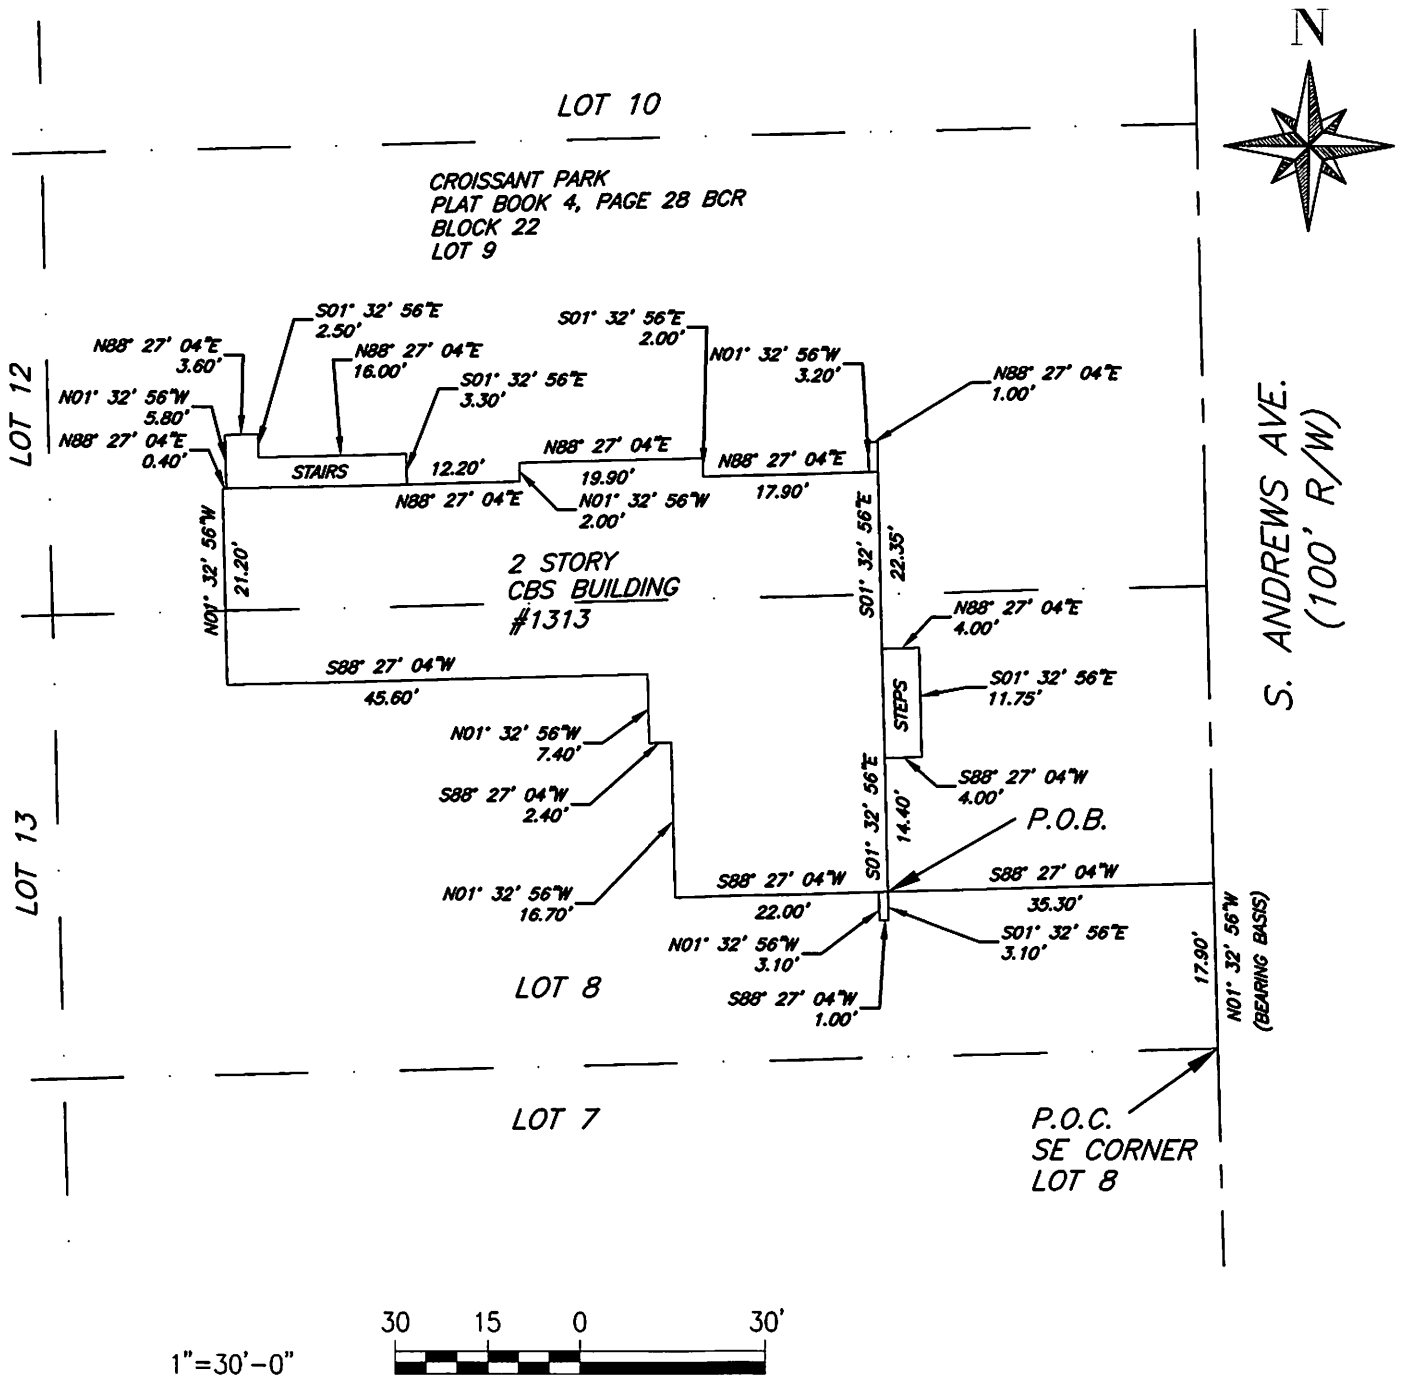 N
LOT 10
CROISSANT PARK
PLAT BOOK 4, PAGE 28 BCR
BLOCK 22
LOT 9
S01° 32' 56"E
2.50'
S01° 32' 56"E
2.00'
N88° 27' 04"E
3.60'
N88° 27' 04"E
16.00'
N01° 32' 56"W
3.20'
N88° 27' 04"E
1.00'
S01° 32' 56"E
3.30'
N01° 32' 56"W
5.80'
N88° 27' 04"E
0.40'
LOT 12
STAIRS
12.20'
N88° 27' 04"E
N88° 27' 04"E
19.90'
N88° 27' 04"E
17.90'
N01° 32' 56"W
2.00'
N01° 32' 56"W
21.20'
2 STORY
CBS BUILDING
#1313
S01° 32' 56"E
22.35'
S. ANDREWS AVE.
(100' R/W)
N88° 27' 04"E
4.00'
S88° 27' 04"W
45.60'
STEPS
S01° 32' 56"E
11.75'
N01° 32' 56"W
7.40'
S88° 27' 04"W
2.40'
S88° 27' 04"W
4.00'
S01° 32' 56"E
14.40'
P.O.B.
LOT 13
N01° 32' 56"W
16.70'
S88° 27' 04"W
22.00'
S88° 27' 04"W
35.30'
N01° 32' 56"W
3.10'
S01° 32' 56"E
3.10'
S88° 27' 04"W
1.00'
17.90'
N01° 32' 56"W
(BEARING BASIS)
LOT 8
LOT 7
P.O.C.
SE CORNER
LOT 8
30 15 0 30'
1"=30'-0"